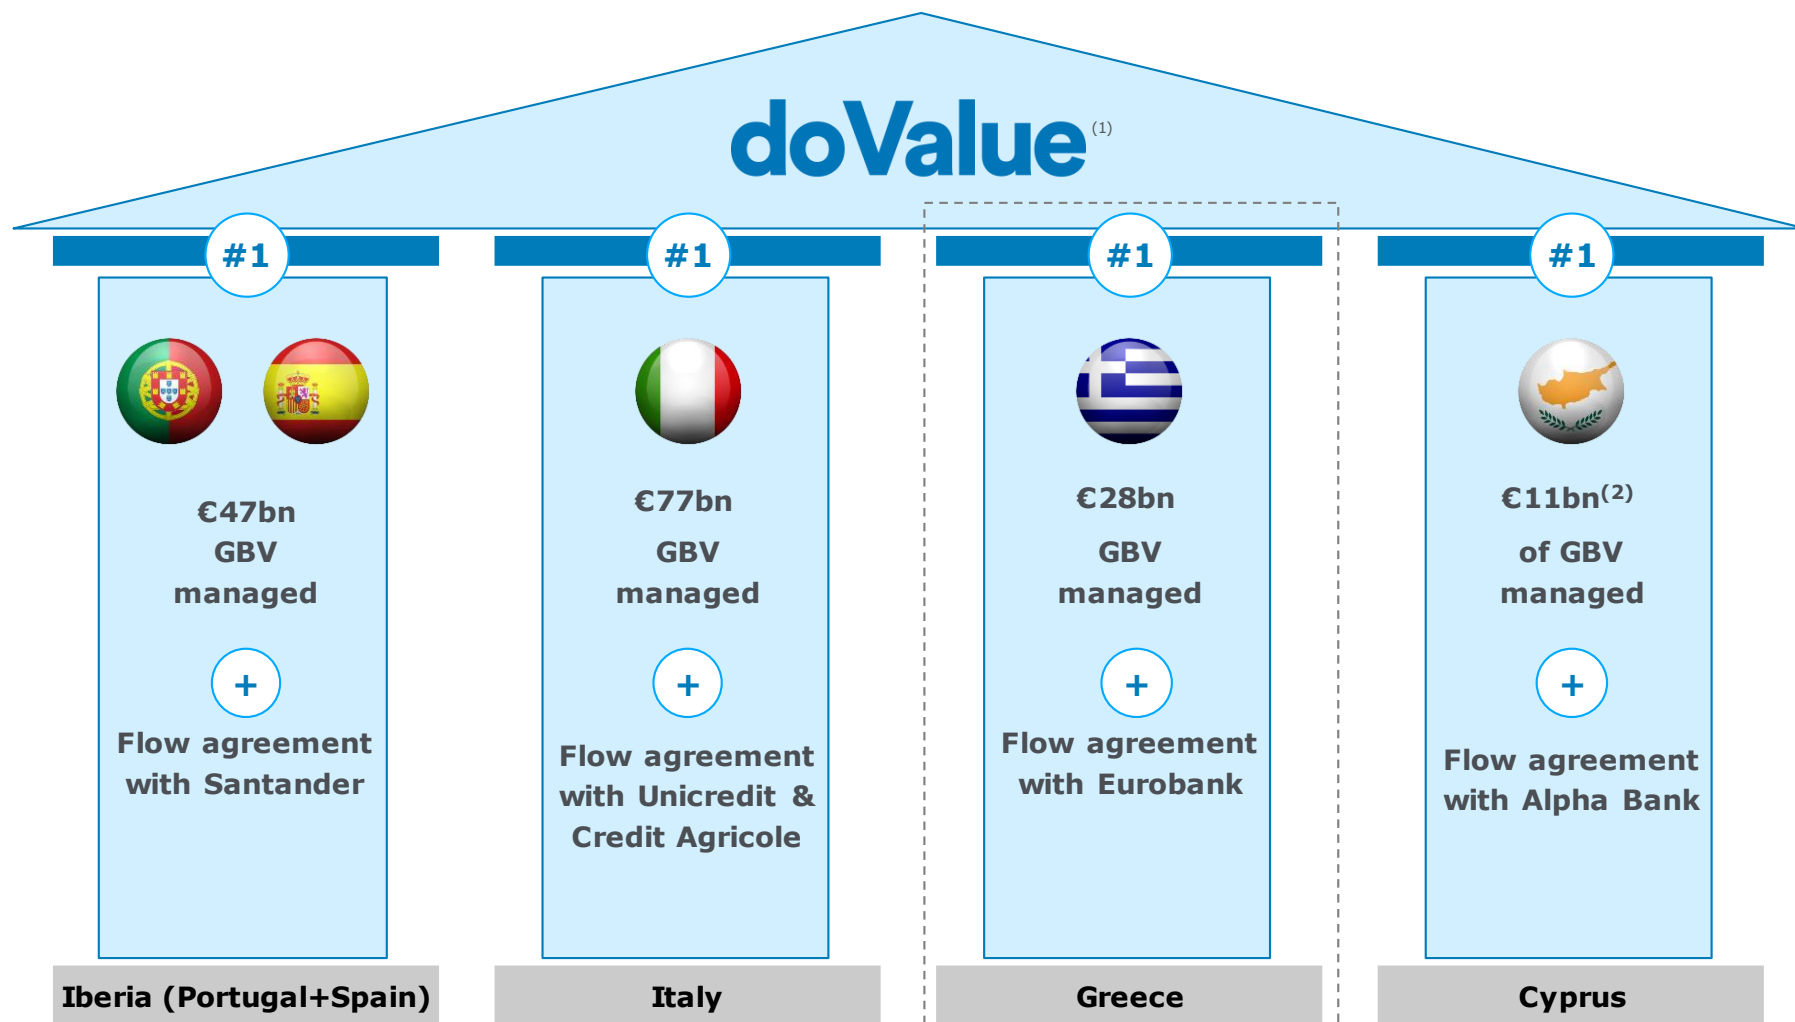 doValue(1)
#1
€47bn
GBV
managed
+
Flow agreement
with Santander
Iberia (Portugal+Spain)
#1
€77bn
GBV
managed
+
Flow agreement
with Unicredit &
Credit Agricole
Italy
#1
€28bn
GBV
managed
+
Flow agreement
with Eurobank
Greece
#1
€11bn(2)
of GBV
managed
+
Flow agreement
with Alpha Bank
Cyprus